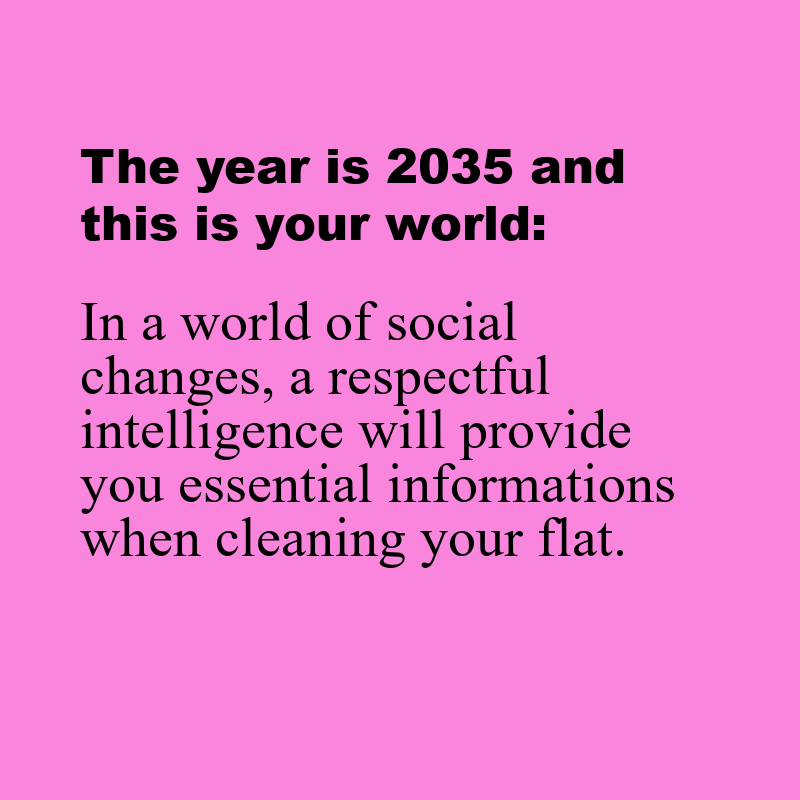 The year is 2035 and
this is your world:
In a world of social
changes, a respectful
intelligence will provide
you essential informations
when cleaning your flat.